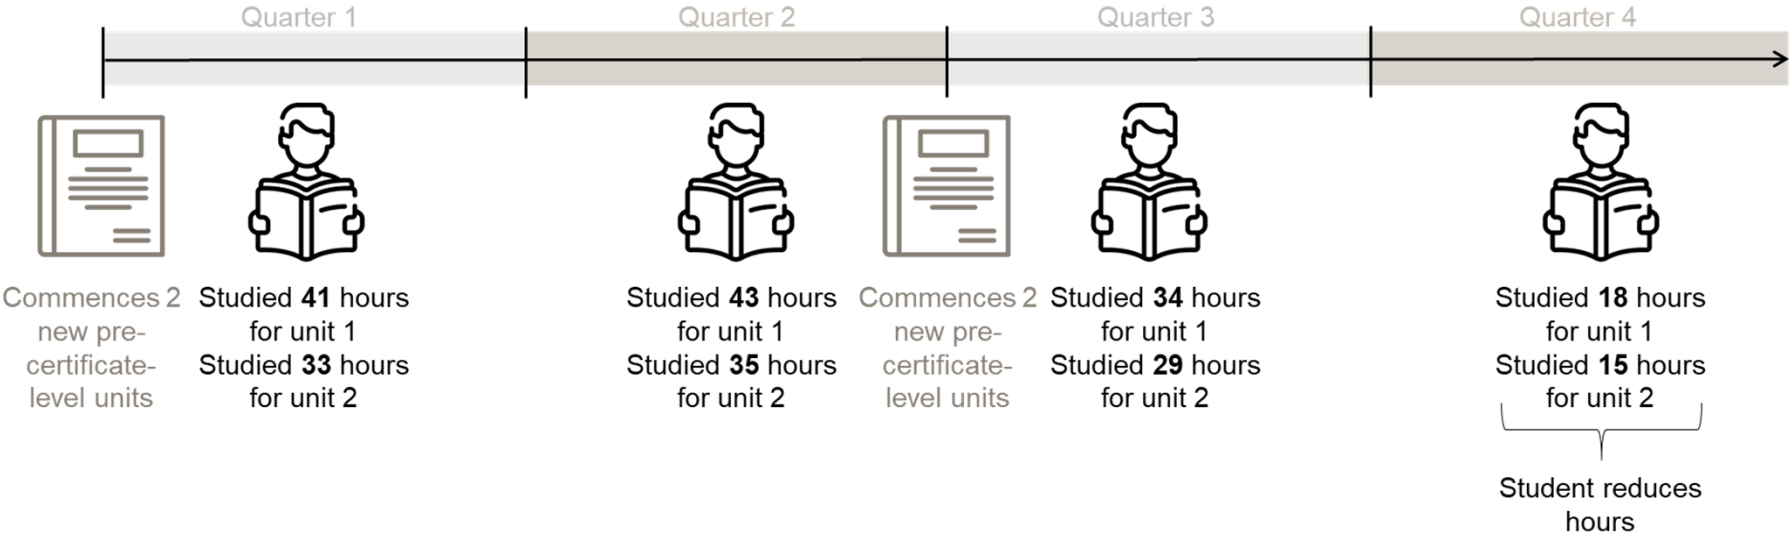 Quarter 1
Quarter 2
Quarter 3
Quarter 4
Commences 2
new pre-
certificate-
level units
Studied 41 hours
for unit 1
Studied 33 hours
for unit 2
Studied 43 hours
for unit 1
Studied 35 hours
for unit 2
Commences 2
new pre-
certificate-
level units
Studied 34 hours
for unit 1
Studied 29 hours
for unit 2
Studied 18 hours
for unit 1
Studied 15 hours
for unit 2
Student reduces
hours